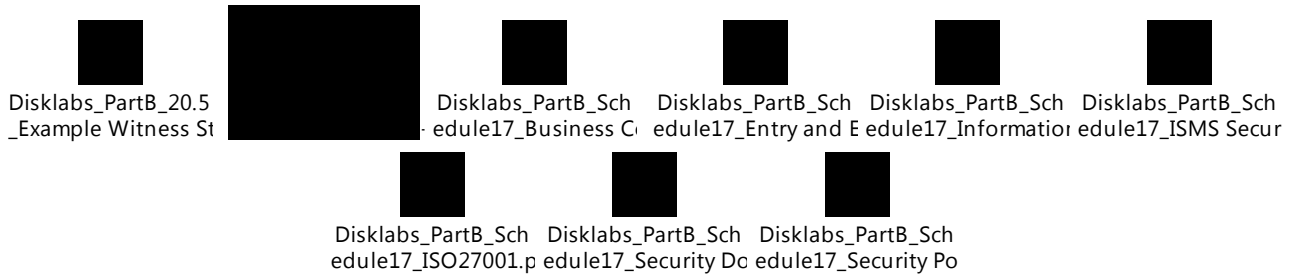 Disklabs_PartB_20.5
_Example Witness St
Disklabs_PartB_Sch
edule17_Business C
Disklabs_PartB_Sch
edule17_Entry and E
Disklabs_PartB_Sch
edule17_Information
Disklabs_PartB_Sch
edule17_ISMS Secur
Disklabs_PartB_Sch
edule17_ISO27001.p
Disklabs_PartB_Sch
edule17_Security Do
Disklabs_PartB_Sch
edule17_Security Po